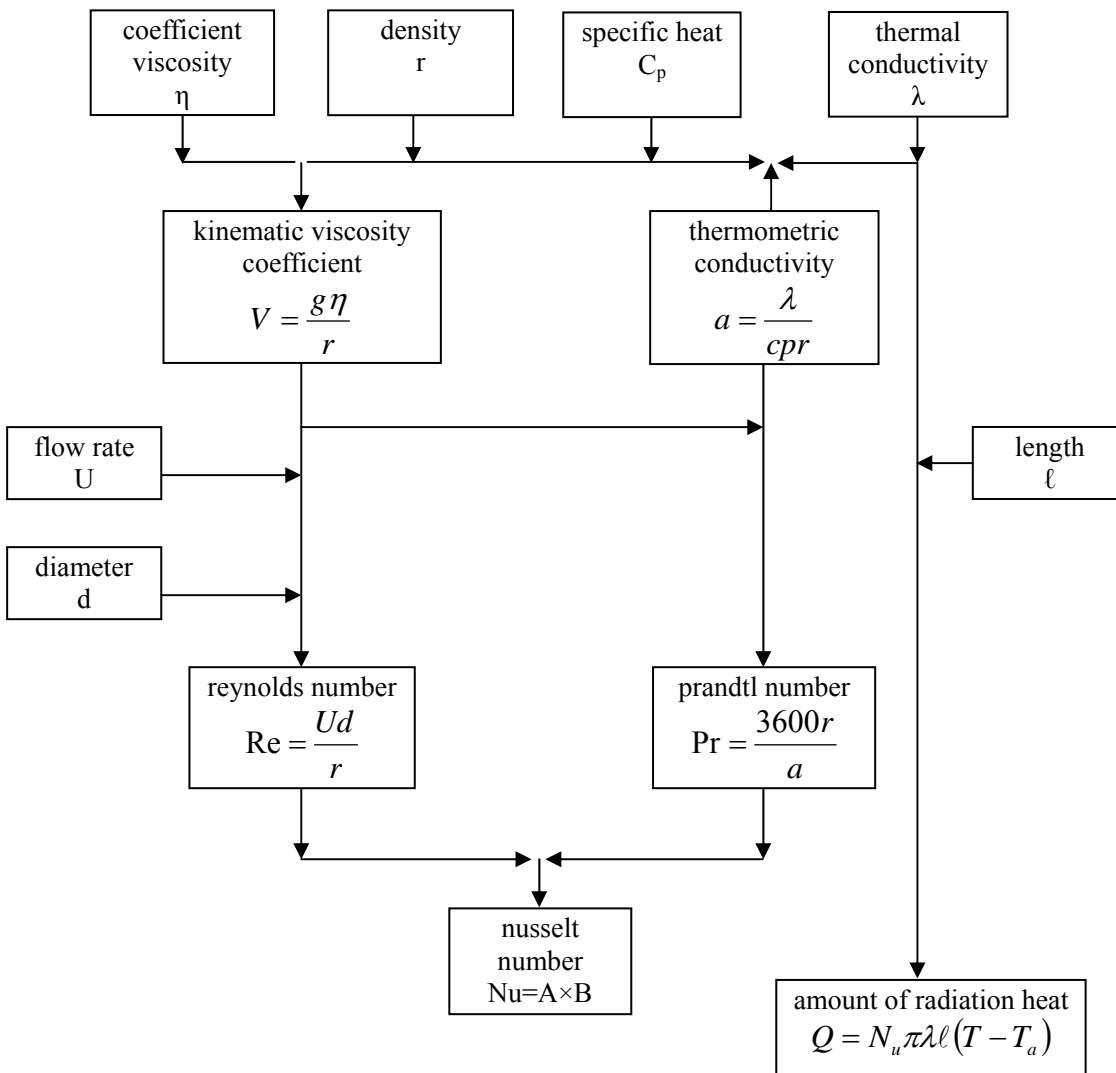 coefficient
viscosity
η
density
r
specific heat
Cₚ
thermal
conductivity
λ
kinematic viscosity
coefficient
V = gη/r
thermometric
conductivity
a = λ/cpr
flow rate
U
length
ℓ
diameter
d
reynolds number
Re = Ud/r
prandtl number
Pr = 3600r/a
nusselt
number
Nu=A×B
amount of radiation heat
Q = Nᵤπλℓ(T − Tₐ)